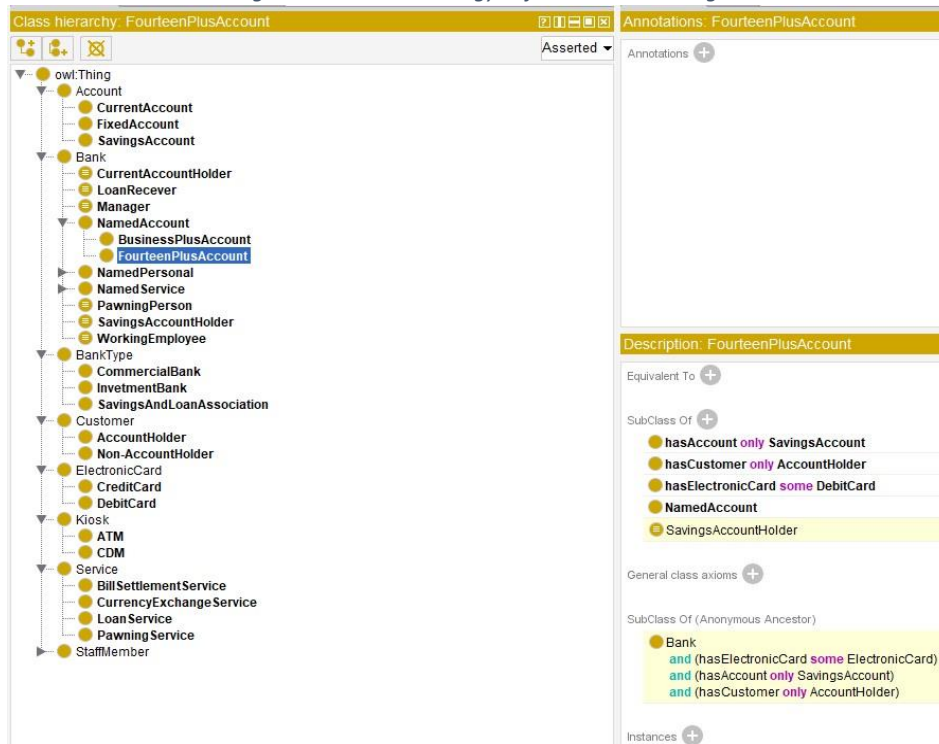 Class hierarchy: FourteenPlusAccount
Asserted
owl:Thing
Account
CurrentAccount
FixedAccount
SavingsAccount
Bank
CurrentAccountHolder
LoanRecever
Manager
NamedAccount
BusinessPlusAccount
FourteenPlusAccount
NamedPersonal
NamedService
PawningPerson
SavingsAccountHolder
WorkingEmployee
BankType
CommercialBank
InvetmentBank
SavingsAndLoanAssociation
Customer
AccountHolder
Non-AccountHolder
ElectronicCard
CreditCard
DebitCard
Kiosk
ATM
CDM
Service
BillSettlementService
CurrencyExchangeService
LoanService
PawningService
StaffMember
Annotations: FourteenPlusAccount
Annotations
Description: FourteenPlusAccount
Equivalent To
SubClass Of
hasAccount only SavingsAccount
hasCustomer only AccountHolder
hasElectronicCard some DebitCard
NamedAccount
SavingsAccountHolder
General class axioms
SubClass Of (Anonymous Ancestor)
Bank
and (hasElectronicCard some ElectronicCard)
and (hasAccount only SavingsAccount)
and (hasCustomer only AccountHolder)
Instances